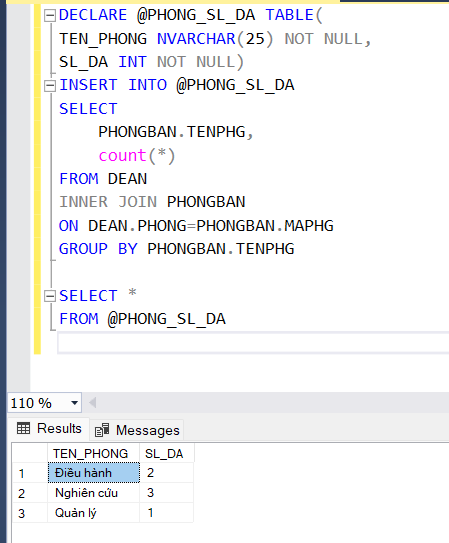 DECLARE @PHONG_SL_DA TABLE(
TEN_PHONG NVARCHAR(25) NOT NULL,
SL_DA INT NOT NULL)
INSERT INTO @PHONG_SL_DA
SELECT
PHONGBAN.TENPHG,
count(*)
FROM DEAN
INNER JOIN PHONGBAN
ON DEAN.PHONG=PHONGBAN.MAPHG
GROUP BY PHONGBAN.TENPHG
SELECT *
FROM @PHONG_SL_DA
110 %
Results Messages
TEN_PHONG SL_DA
1 Điều hành 2
2 Nghiên cứu 3
3 Quản lý 1